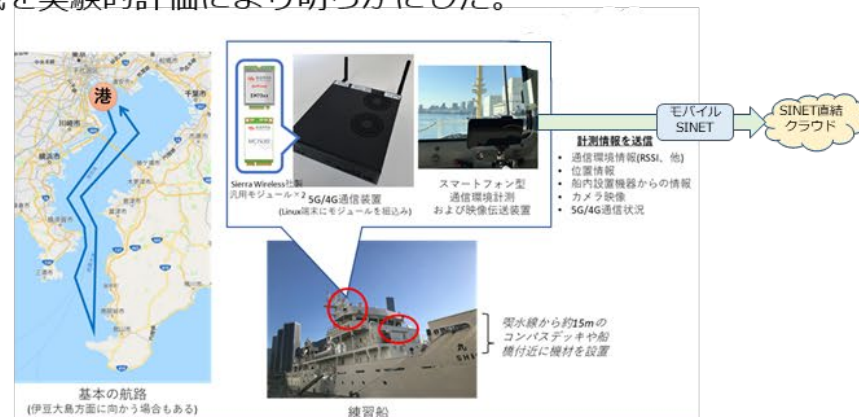 を実験的評価により明らかにした。
港
千葉市
川崎市
横浜市
Sierra Wireless社製
汎用モジュール×2
5G/4G通信装置
(Linux端末にモジュールを組込み)
スマートフォン型
通信環境計測
および映像伝送装置
モバイル
SINET
SINET直結
クラウド
計測情報を送信
• 通信環境情報(RSSI、他)
• 位置情報
• 船内設置機器からの情報
• カメラ映像
• 5G/4G通信状況
喫水線から約15mの
コンパスデッキや船
橋付近に機材を設置
基本の航路
(伊豆大島方面に向かう場合もある)
練習船